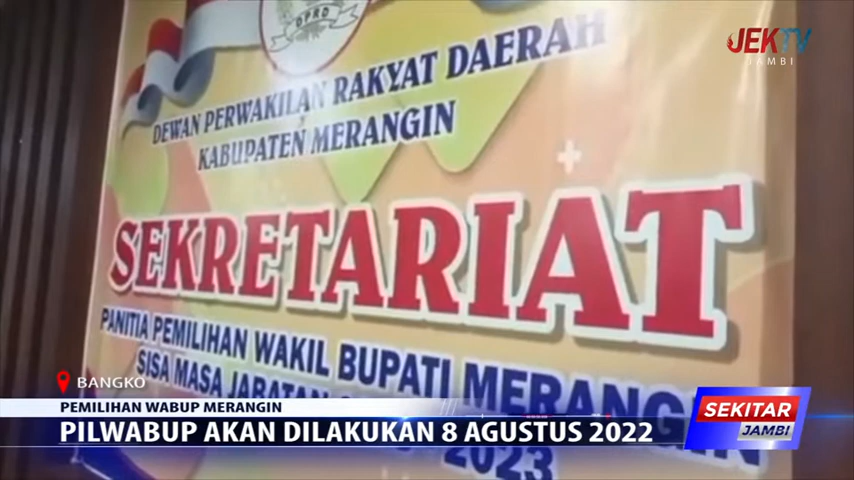 JEKTV
JAMBI
DPRD
DEWAN PERWAKILAN RAKYAT DAERAH
KABUPATEN MERANGIN
SEKRETARIAT
PANITIA PEMILIHAN WAKIL BUPATI MERANGIN
SISA MASA JABATAN
2023
BANGKO
PEMILIHAN WABUP MERANGIN
PILWABUP AKAN DILAKUKAN 8 AGUSTUS 2022
SEKITAR
JAMBI